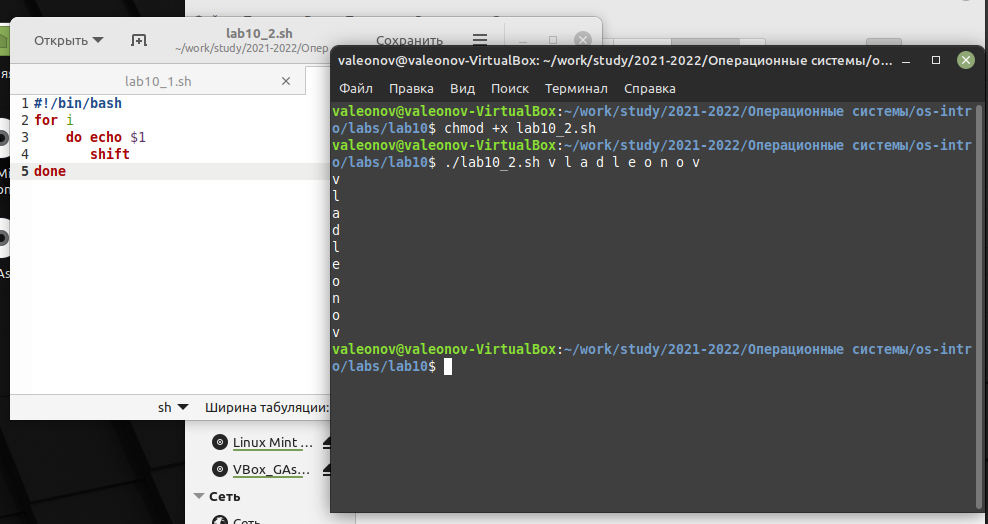 Открыть
lab10_2.sh
~/work/study/2021-2022/Опер...
Сохранить
lab10_1.sh
1 #!/bin/bash
2 for i
3     do echo $1
4        shift
5 done
sh
Ширина табуляции:
Linux Mint ...
VBox_GAs...
Сеть
Сеть
valeonov@valeonov-VirtualBox: ~/work/study/2021-2022/Операционные системы/o...
Файл Правка Вид Поиск Терминал Справка
valeonov@valeonov-VirtualBox:~/work/study/2021-2022/Операционные системы/os-intr
o/labs/lab10$ chmod +x lab10_2.sh
valeonov@valeonov-VirtualBox:~/work/study/2021-2022/Операционные системы/os-intr
o/labs/lab10$ ./lab10_2.sh v l a d l e o n o v
v
l
a
d
l
e
o
n
o
v
valeonov@valeonov-VirtualBox:~/work/study/2021-2022/Операционные системы/os-intr
o/labs/lab10$